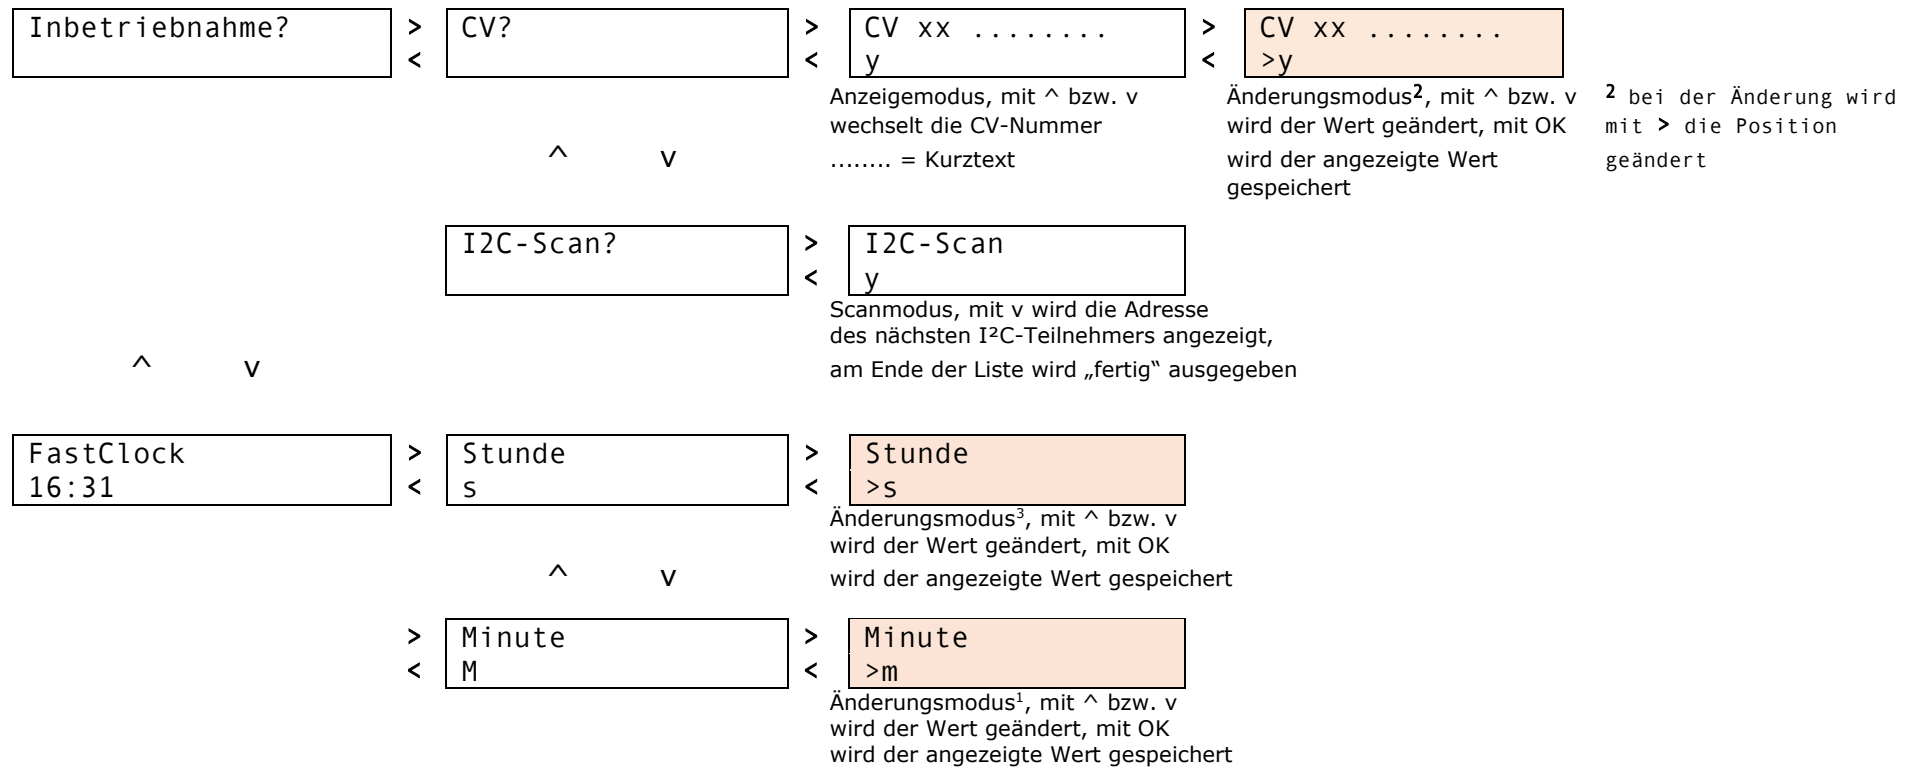 Inbetriebnahme? > CV? > CV xx ........ > CV xx ........
< < y < >y
Anzeigemodus, mit ^ bzw. v
wechselt die CV-Nummer
........ = Kurztext
Änderungsmodus², mit ^ bzw. v
wird der Wert geändert, mit OK
wird der angezeigte Wert
gespeichert
² bei der Änderung wird
mit > die Position
geändert
^ v
I2C-Scan? > I2C-Scan
< y
Scanmodus, mit v wird die Adresse
des nächsten I²C-Teilnehmers angezeigt,
am Ende der Liste wird „fertig“ ausgegeben
^ v
FastClock > Stunde > Stunde
16:31 < s < >s
Änderungsmodus³, mit ^ bzw. v
wird der Wert geändert, mit OK
wird der angezeigte Wert gespeichert
^ v
> Minute > Minute
< M < >m
Änderungsmodus¹, mit ^ bzw. v
wird der Wert geändert, mit OK
wird der angezeigte Wert gespeichert